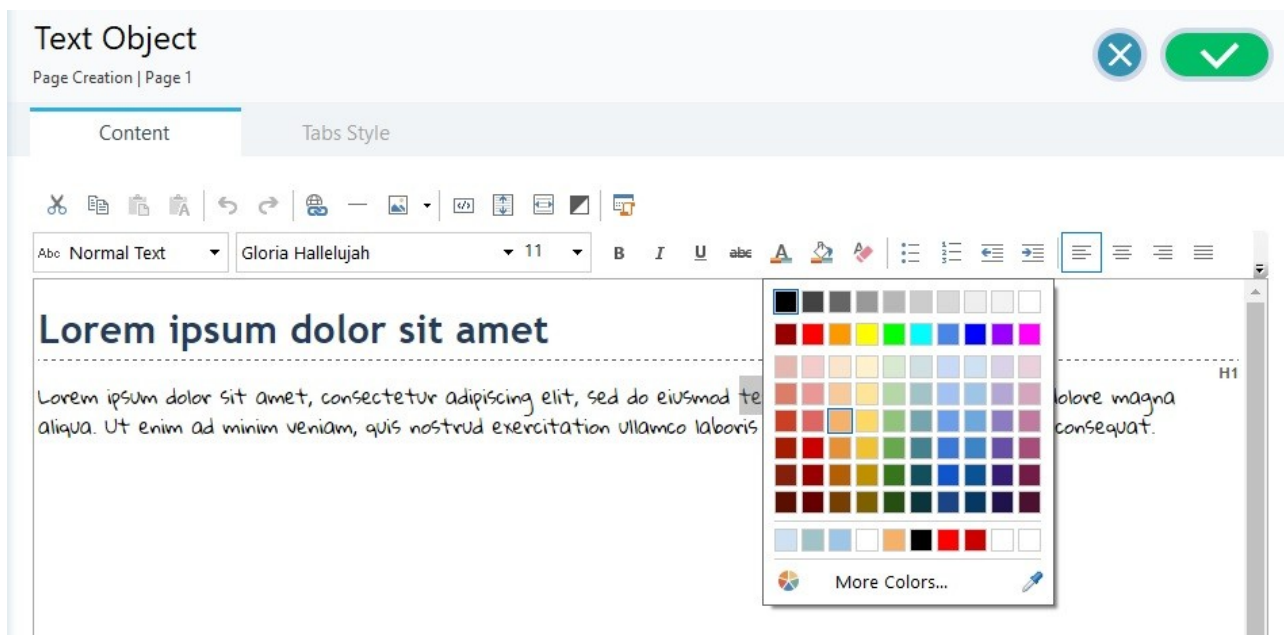 Text Object
Page Creation | Page 1
Content Tabs Style
Abc Normal Text Gloria Hallelujah 11 B I U abc A
Lorem ipsum dolor sit amet
H1
Lorem ipsum dolor sit amet, consectetur adipiscing elit, sed do eiusmod te dolore magna
aliqua. Ut enim ad minim veniam, quis nostrud exercitation ullamco laboris consequat.
More Colors...